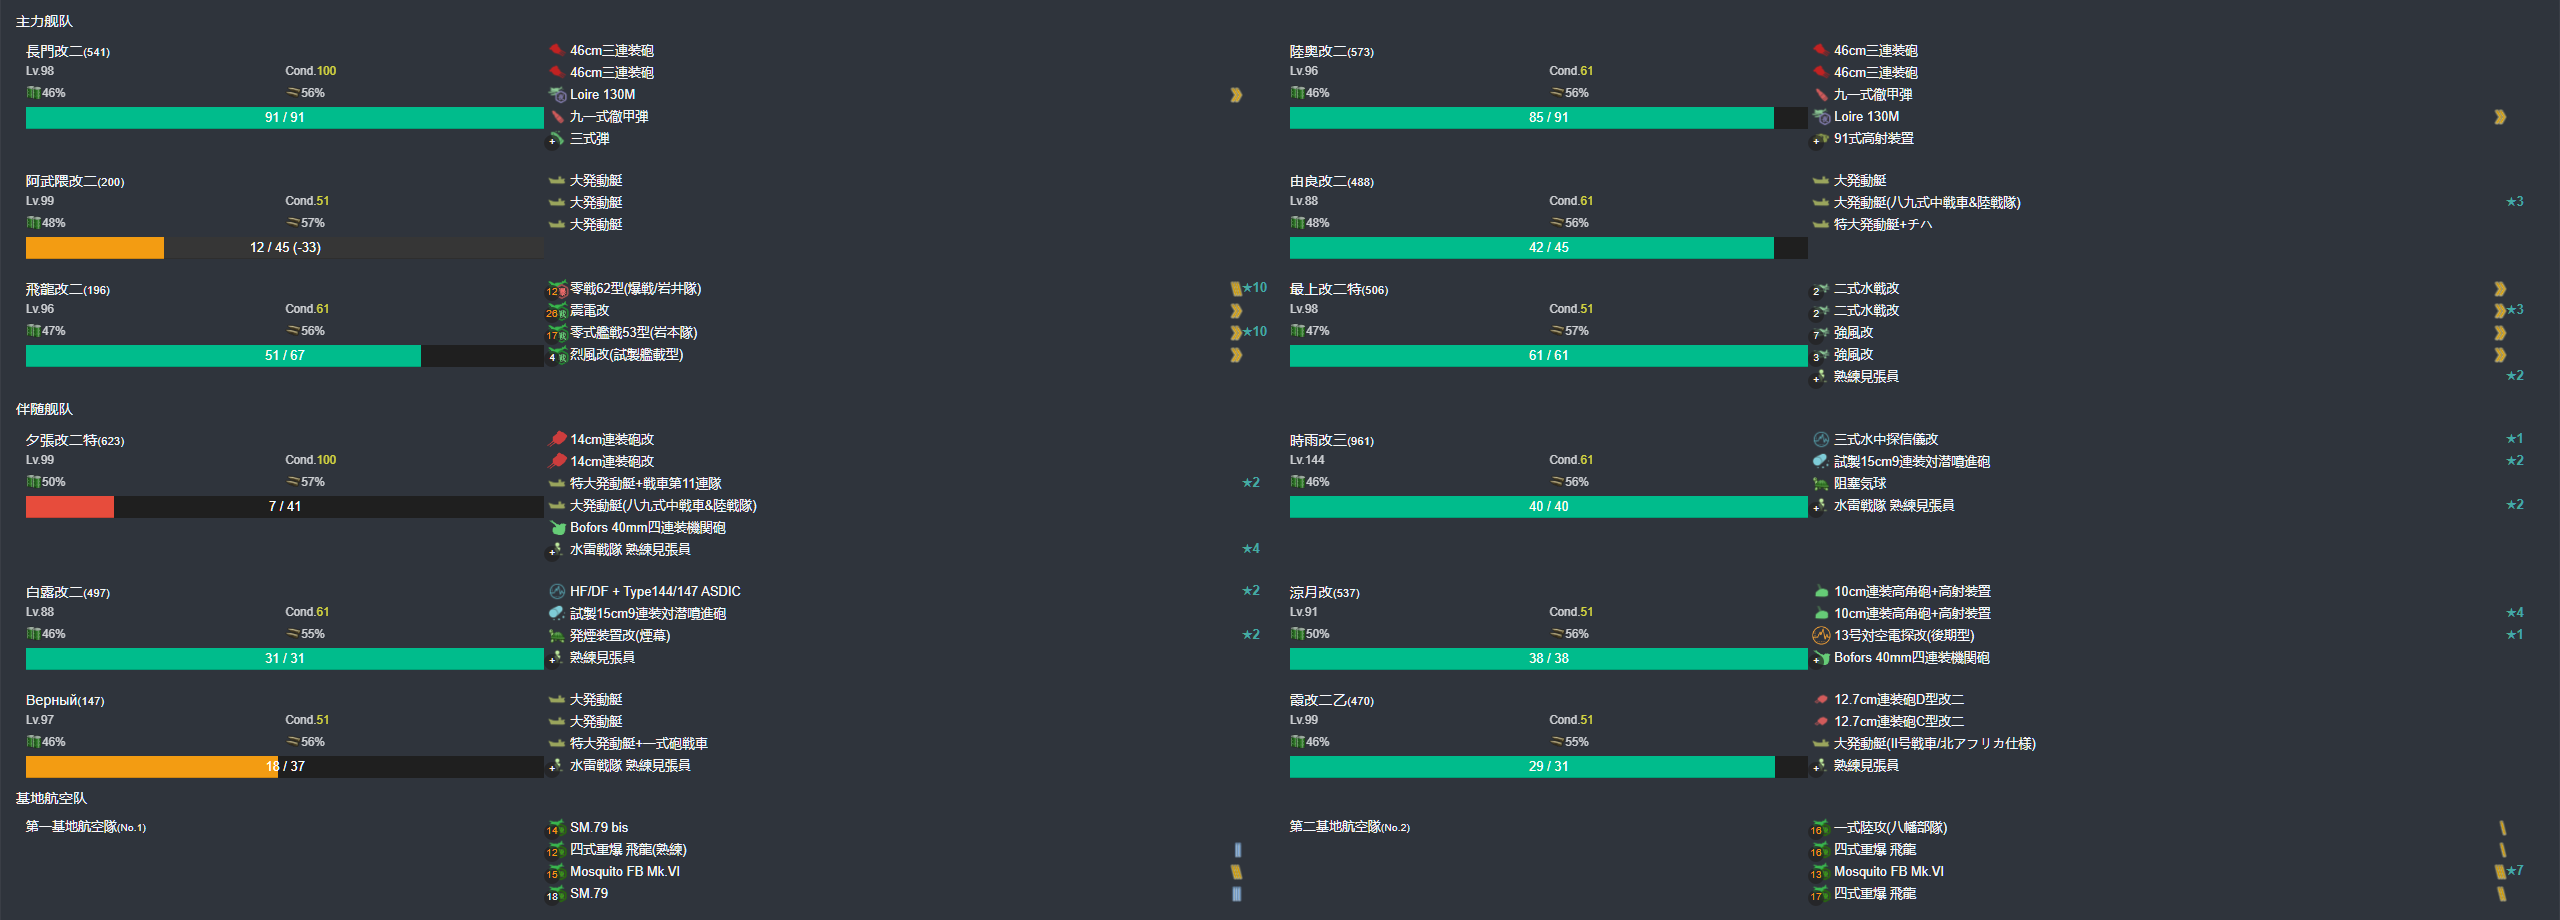 主力舰队
長門改二(541)
Lv.98 Cond.100
46% 56%
91 / 91
46cm三連装砲
46cm三連装砲
Loire 130M
九一式徹甲弾
三式弾
陸奥改二(573)
Lv.96 Cond.61
46% 56%
85 / 91
46cm三連装砲
46cm三連装砲
九一式徹甲弾
Loire 130M
91式高射装置
阿武隈改二(200)
Lv.99 Cond.51
48% 57%
12 / 45 (-33)
大発動艇
大発動艇
大発動艇
由良改二(488)
Lv.88 Cond.61
48% 56%
42 / 45
大発動艇
大発動艇(八九式中戦車&陸戦隊) ★3
特大発動艇+チハ
飛龍改二(196)
Lv.96 Cond.61
47% 56%
51 / 67
12 零戦62型(爆戦/岩井隊) ★10
26 震電改
17 零式艦戦53型(岩本隊) ★10
4 烈風改(試製艦載型)
最上改二特(506)
Lv.98 Cond.51
47% 57%
61 / 61
2 二式水戦改
2 二式水戦改 ★3
7 強風改
3 強風改
熟練見張員 ★2
伴随舰队
夕張改二特(623)
Lv.99 Cond.100
50% 57%
7 / 41
14cm連装砲改
14cm連装砲改
特大発動艇+戦車第11連隊 ★2
大発動艇(八九式中戦車&陸戦隊)
Bofors 40mm四連装機関砲
水雷戦隊 熟練見張員 ★4
時雨改三(961)
Lv.144 Cond.61
46% 56%
40 / 40
三式水中探信儀改 ★1
試製15cm9連装対潜噴進砲 ★2
阻塞気球
水雷戦隊 熟練見張員 ★2
白露改二(497)
Lv.88 Cond.61
46% 55%
31 / 31
HF/DF + Type144/147 ASDIC ★2
試製15cm9連装対潜噴進砲
発煙装置改(煙幕) ★2
熟練見張員
涼月改(537)
Lv.91 Cond.51
50% 56%
38 / 38
10cm連装高角砲+高射装置
10cm連装高角砲+高射装置 ★4
13号対空電探改(後期型) ★1
Bofors 40mm四連装機関砲
Верный(147)
Lv.97 Cond.51
46% 56%
18 / 37
大発動艇
大発動艇
特大発動艇+一式砲戦車
水雷戦隊 熟練見張員
霞改二乙(470)
Lv.99 Cond.51
46% 55%
29 / 31
12.7cm連装砲D型改二
12.7cm連装砲C型改二
大発動艇(II号戦車/北アフリカ仕様)
熟練見張員
基地航空队
第一基地航空隊(No.1)
14 SM.79 bis
12 四式重爆 飛龍(熟練)
15 Mosquito FB Mk.VI
18 SM.79
第二基地航空隊(No.2)
16 一式陸攻(八幡部隊)
16 四式重爆 飛龍
13 Mosquito FB Mk.VI ★7
17 四式重爆 飛龍